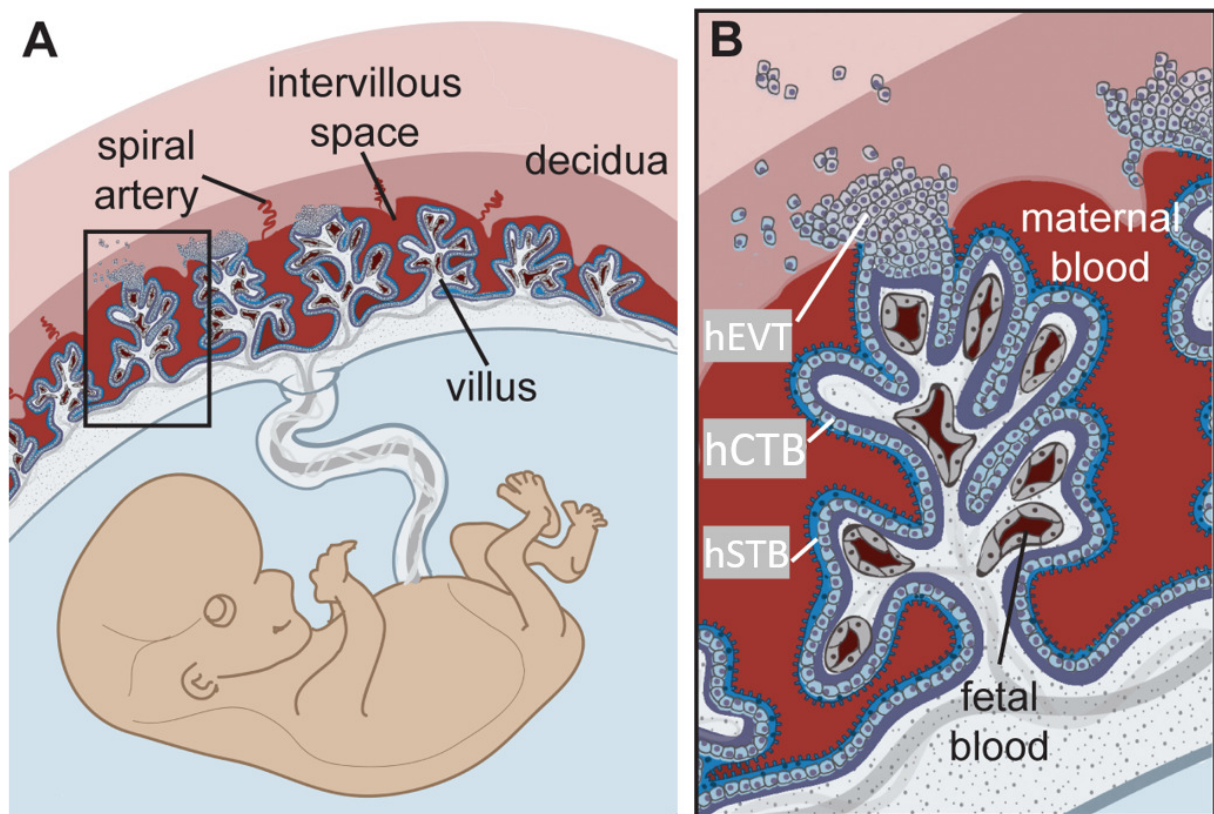 A
intervillous
space
spiral
artery
decidua
villus
B
maternal
blood
hEVT
hCTB
hSTB
fetal
blood